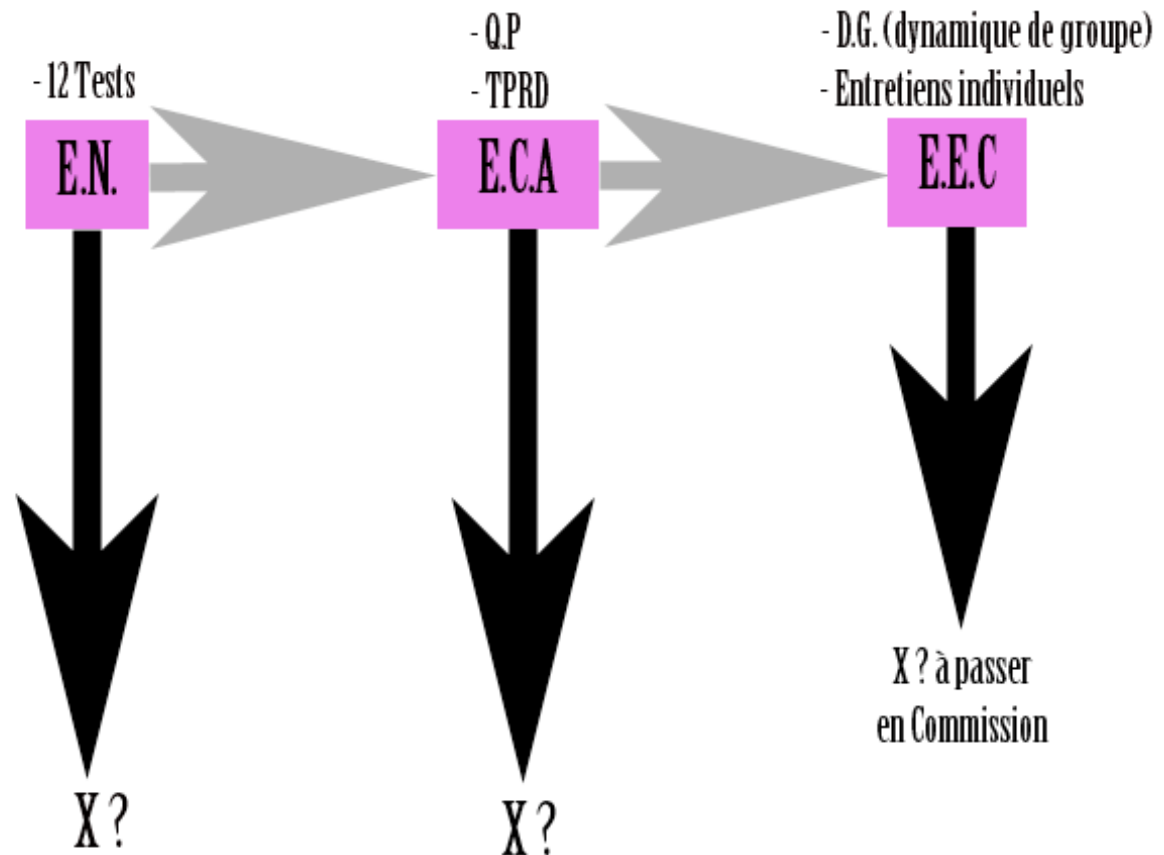 - 12 Tests
E.N.
- Q.P
- TPRD
E.C.A
- D.G. (dynamique de groupe)
- Entretiens individuels
E.E.C
X ?
X ?
X ? à passer
en Commission